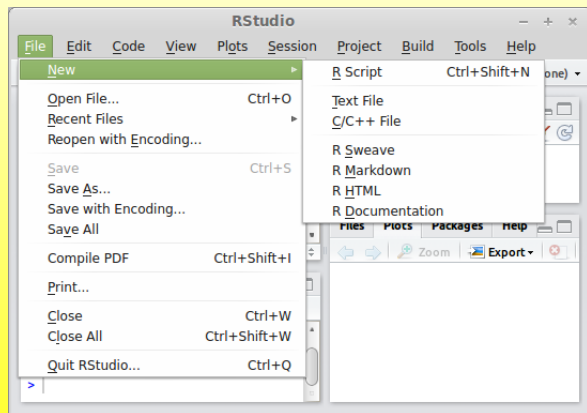 RStudio
File Edit Code View Plots Session Project Build Tools Help
New
R Script Ctrl+Shift+N
Text File
C/C++ File
R Sweave
R Markdown
R HTML
R Documentation
one)
Open File... Ctrl+O
Recent Files
Reopen with Encoding...
Save Ctrl+S
Save As...
Save with Encoding...
Save All
Compile PDF Ctrl+Shift+I
Print...
Close Ctrl+W
Close All Ctrl+Shift+W
Quit RStudio... Ctrl+Q
Files Plots Packages Help
Zoom Export
>